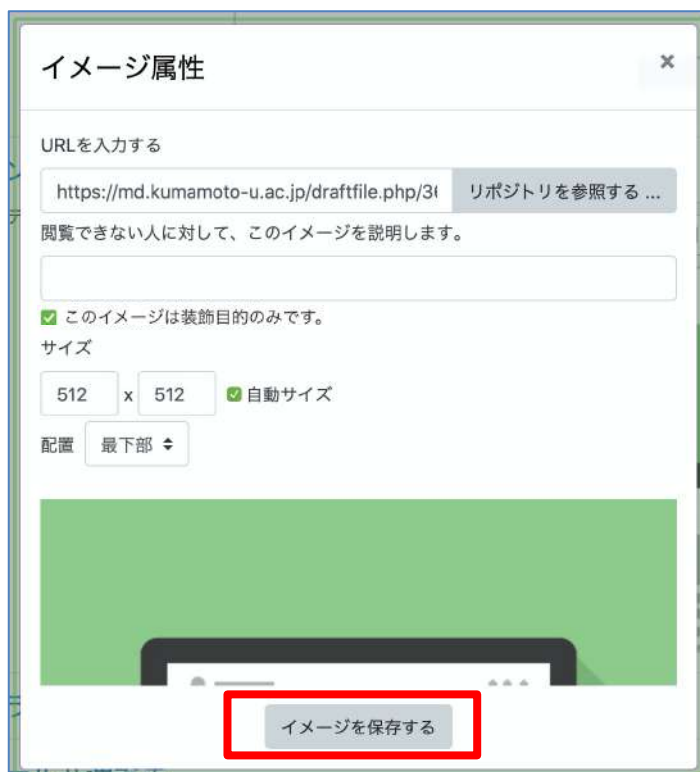 イメージ属性 ×
URLを入力する
https://md.kumamoto-u.ac.jp/draftfile.php/3 リポジトリを参照する ...
閲覧できない人に対して、このイメージを説明します。
このイメージは装飾目的のみです。
サイズ
512 x 512 自動サイズ
配置 最下部
イメージを保存する